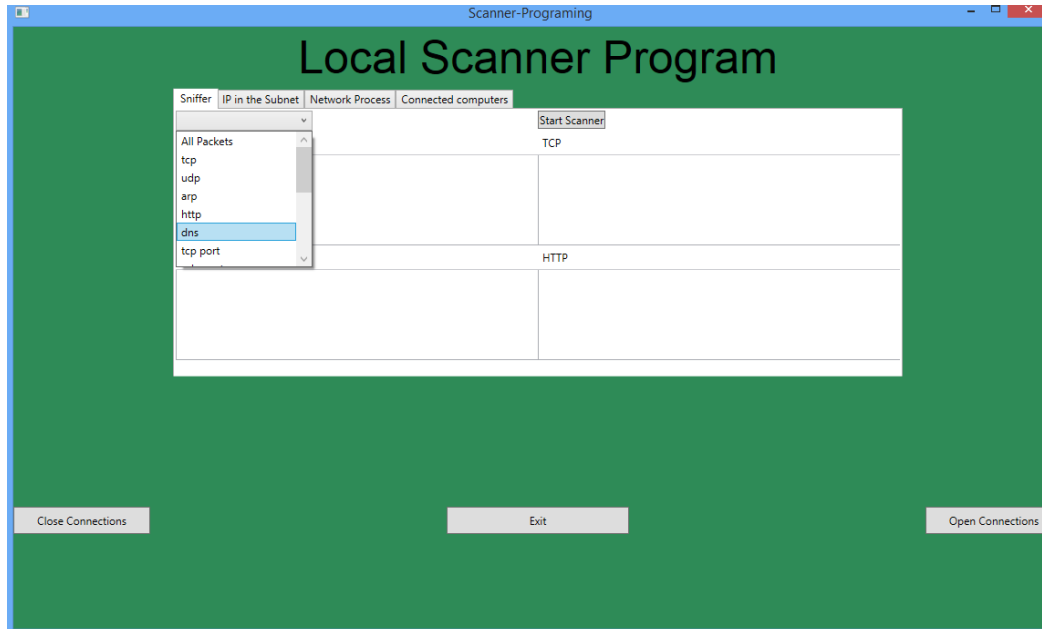 Scanner-Programing
Local Scanner Program
Sniffer IP in the Subnet Network Process Connected computers
Start Scanner
All Packets
TCP
tcp
udp
arp
http
dns
tcp port
HTTP
Close Connections Exit Open Connections